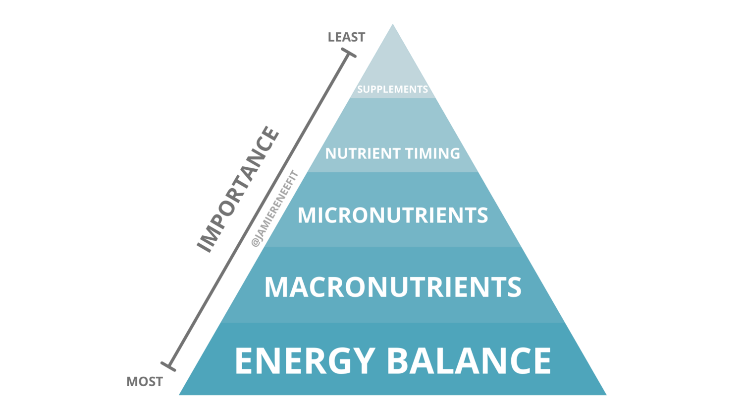 LEAST
SUPPLEMENTS
NUTRIENT TIMING
IMPORTANCE
@JAMIERENEEFIT
MICRONUTRIENTS
MACRONUTRIENTS
ENERGY BALANCE
MOST